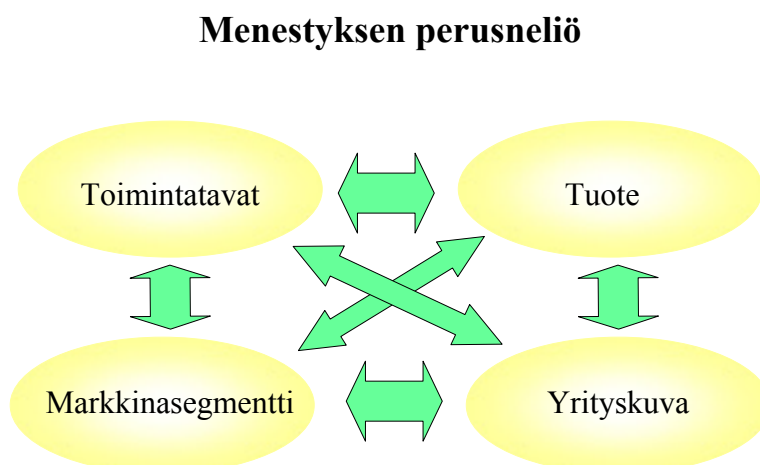 Menestyksen perusneliö
Toimintatavat
Tuote
Markkinasegmentti
Yrityskuva